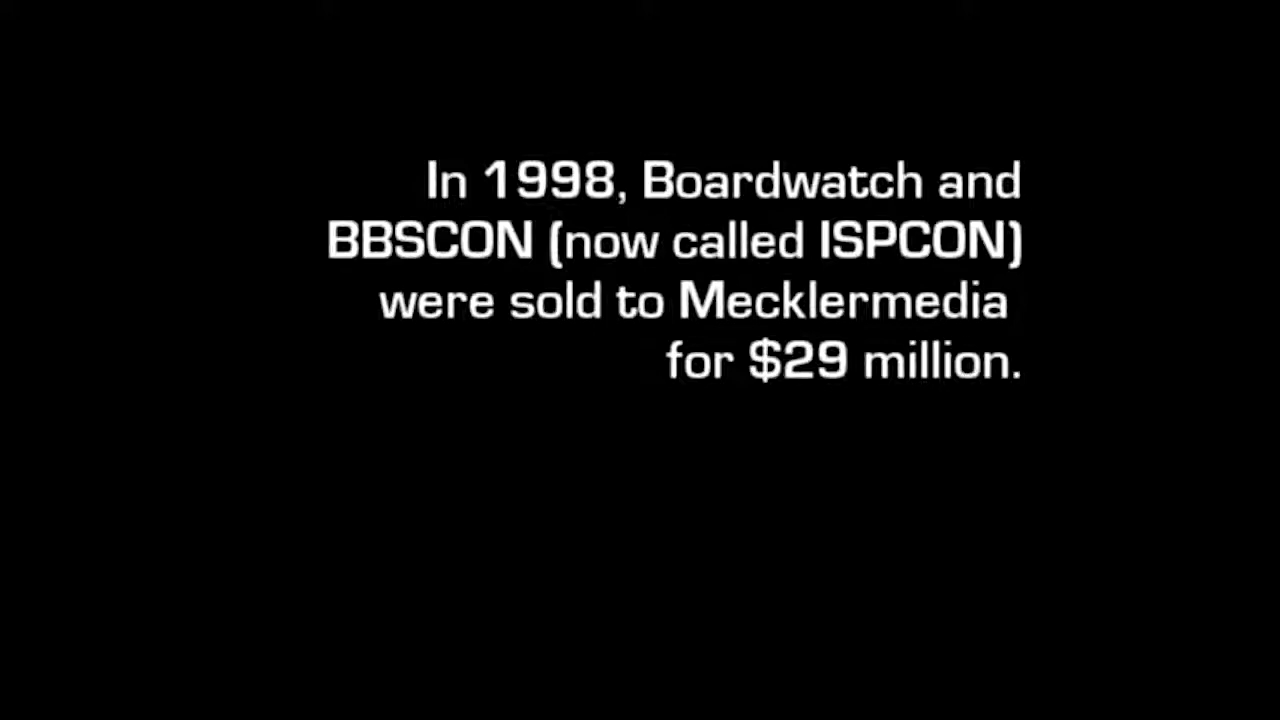 In 1998, Boardwatch and
BBSCON (now called ISPCON)
were sold to Mecklermedia
for $29 million.